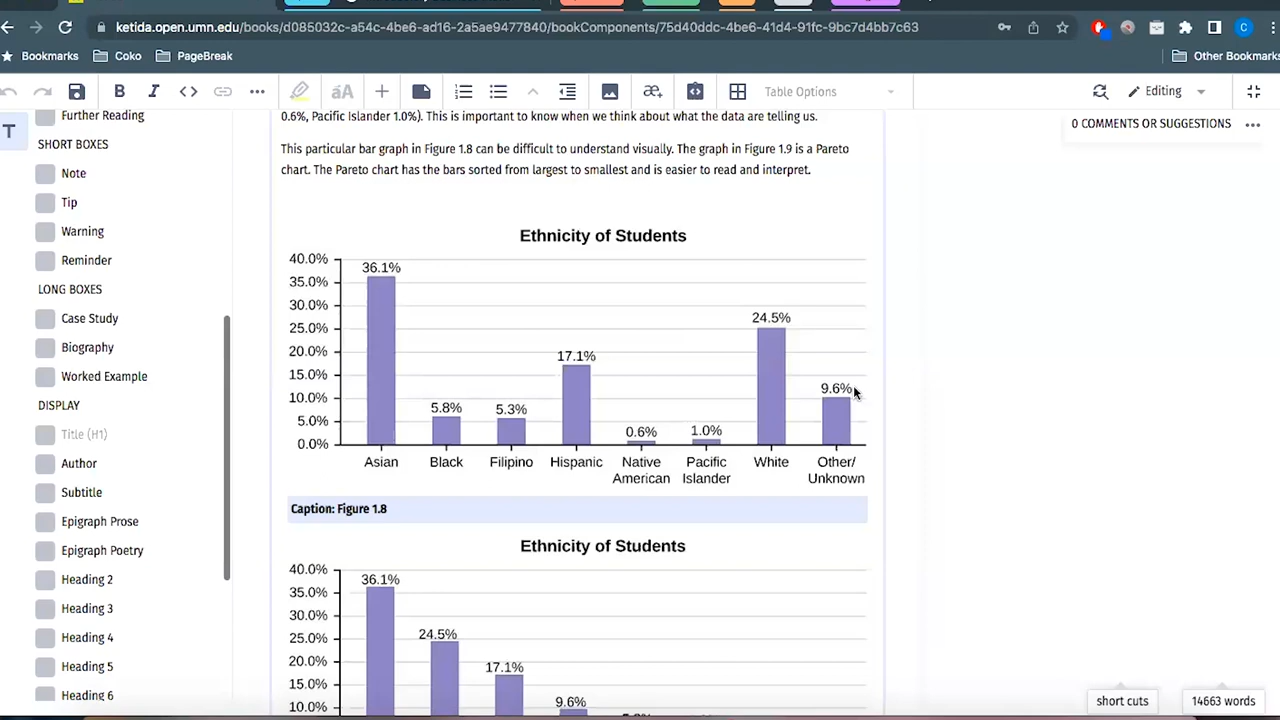 ketida.open.umn.edu/books/d085032c-a54c-4be6-ad16-2a5ae9477840/bookComponents/75d40ddc-4be6-41d4-91fc-9bc7d4bb7c63
C
Bookmarks Coko PageBreak Other Bookmarks
B I aA æ Table Options Editing
T
Further Reading
SHORT BOXES
Note
Tip
Warning
Reminder
LONG BOXES
Case Study
Biography
Worked Example
DISPLAY
Title (H1)
Author
Subtitle
Epigraph Prose
Epigraph Poetry
Heading 2
Heading 3
Heading 4
Heading 5
Heading 6
0.6%, Pacific Islander 1.0%). This is important to know when we think about what the data are telling us.
This particular bar graph in Figure 1.8 can be difficult to understand visually. The graph in Figure 1.9 is a Pareto
chart. The Pareto chart has the bars sorted from largest to smallest and is easier to read and interpret.
Ethnicity of Students
40.0%
35.0%
30.0%
25.0%
20.0%
15.0%
10.0%
5.0%
0.0%
36.1%
5.8%
5.3%
17.1%
0.6%
1.0%
24.5%
9.6%
Asian
Black
Filipino
Hispanic
Native
American
Pacific
Islander
White
Other/
Unknown
Caption: Figure 1.8
Ethnicity of Students
40.0%
35.0%
30.0%
25.0%
20.0%
15.0%
10.0%
36.1%
24.5%
17.1%
9.6%
0 COMMENTS OR SUGGESTIONS
short cuts
14663 words